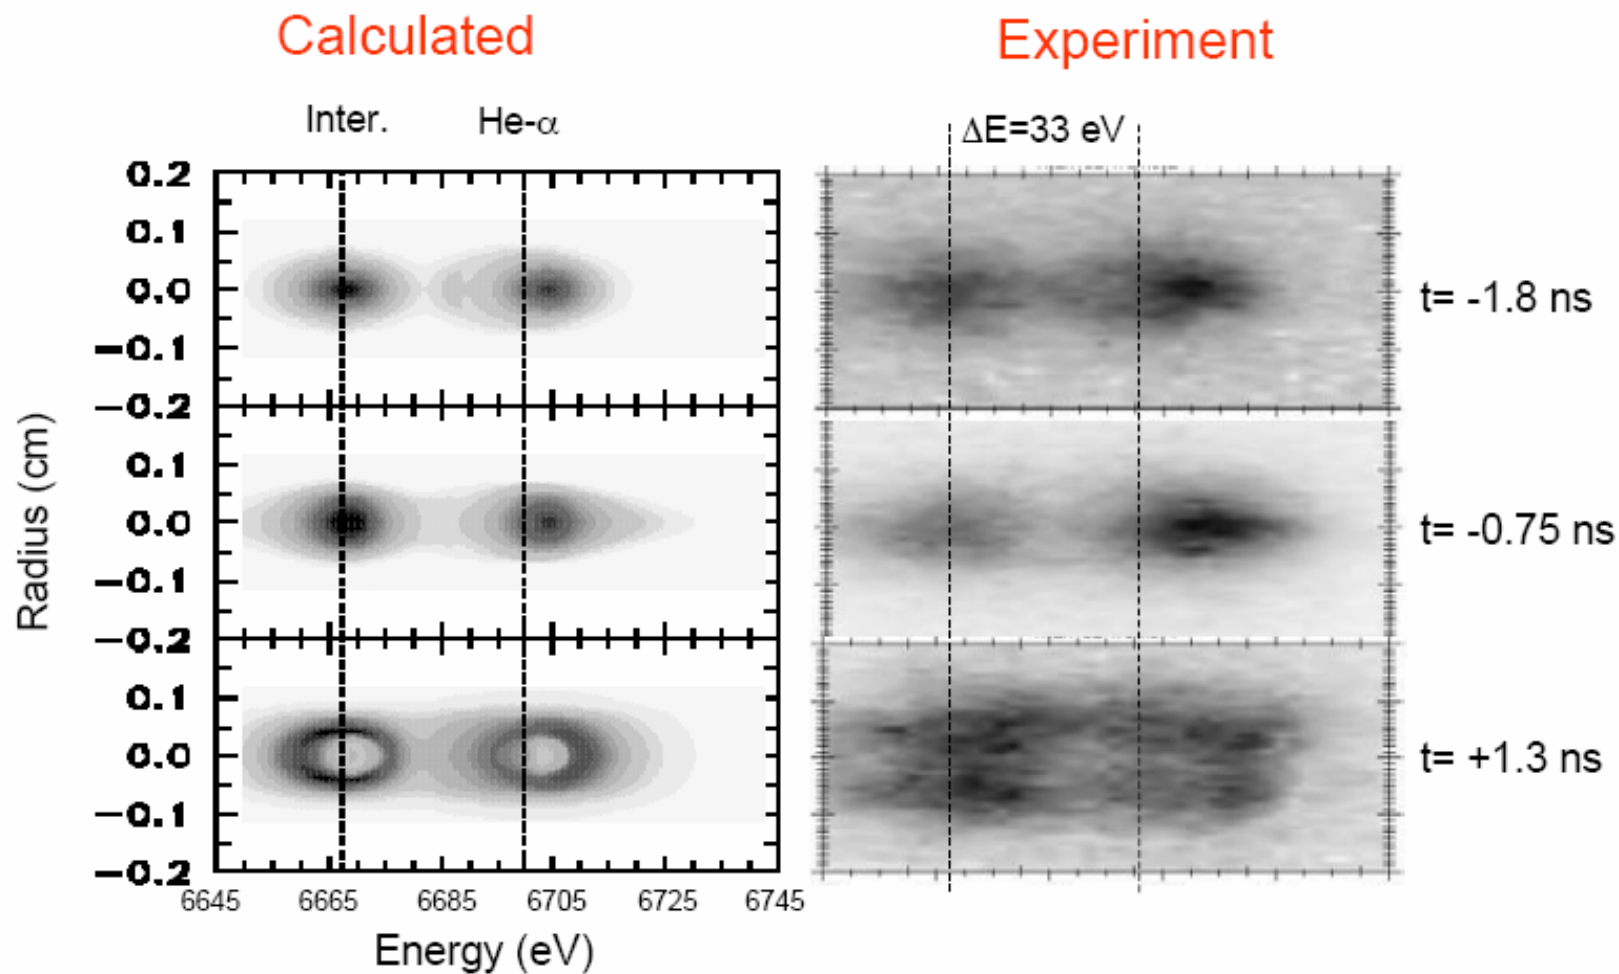 Calculated
Experiment
Inter.
He-α
ΔE=33 eV
0.2
0.1
0.0
−0.1
−0.2
0.1
0.0
−0.1
−0.2
0.1
0.0
−0.1
−0.2
Radius (cm)
6645 6665 6685 6705 6725 6745
Energy (eV)
t= -1.8 ns
t= -0.75 ns
t= +1.3 ns